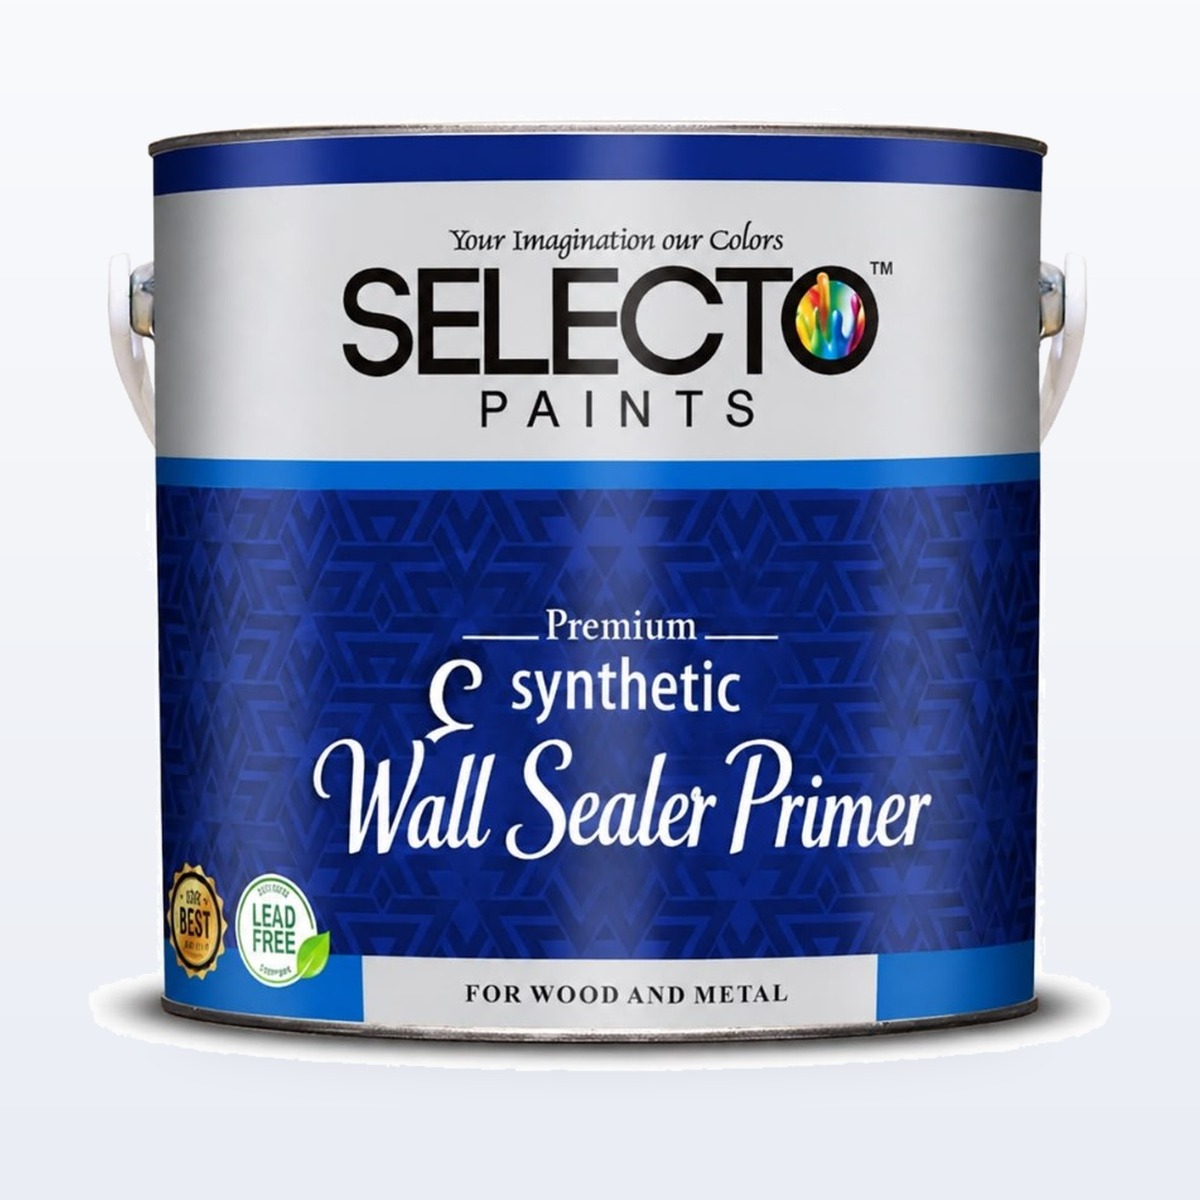 Your Imagination our Colors
SELECTO™
PAINTS
Premium
synthetic
Wall Sealer Primer
BEST
LEAD
FREE
FOR WOOD AND METAL